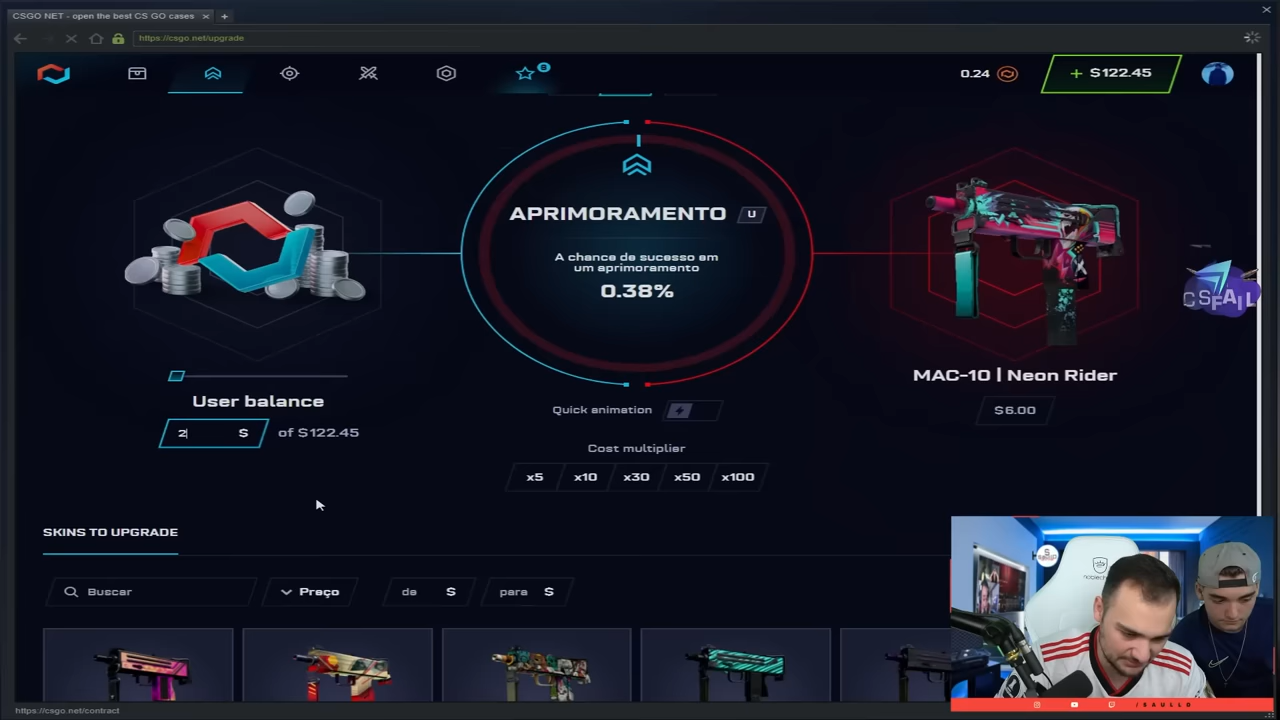 CSGO NET - open the best CS GO cases
https://csgo.net/upgrade
0.24
+ $122.45
APRIMORAMENTO U
A chance de sucesso em
um aprimoramento
0.38%
CSFAIL
MAC-10 | Neon Rider
$6.00
User balance
2 $ of $122.45
Quick animation
Cost multiplier
x5 x10 x30 x50 x100
SKINS TO UPGRADE
Buscar
Preço
de $
para $
/SAULLO
https://csgo.net/contract